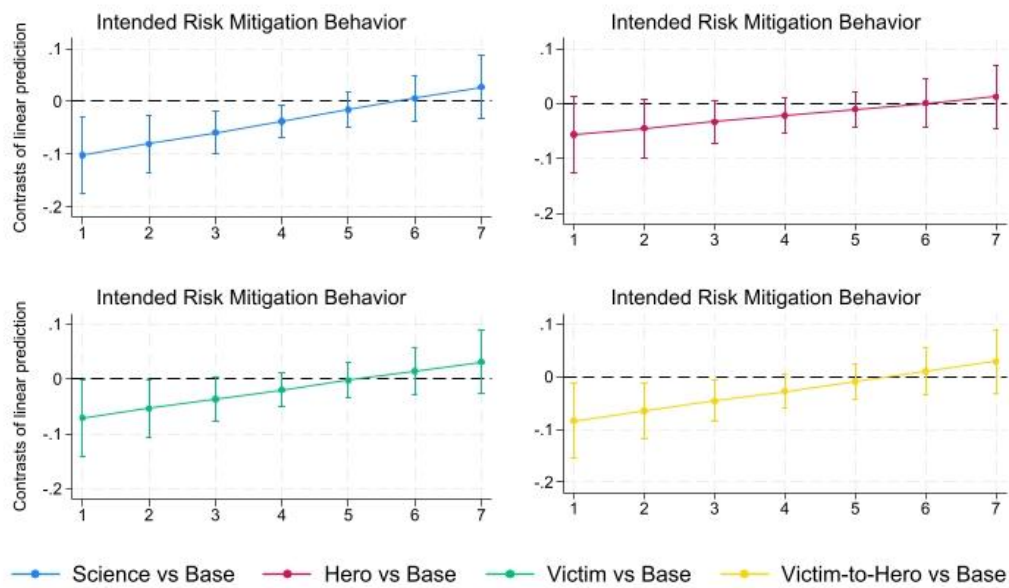 Intended Risk Mitigation Behavior
Contrasts of linear prediction
.1
0
-.1
-.2
1 2 3 4 5 6 7
Intended Risk Mitigation Behavior
.1
0
-.1
-.2
1 2 3 4 5 6 7
Intended Risk Mitigation Behavior
Contrasts of linear prediction
.1
0
-.1
-.2
1 2 3 4 5 6 7
Intended Risk Mitigation Behavior
.1
0
-.1
-.2
1 2 3 4 5 6 7
Science vs Base Hero vs Base Victim vs Base Victim-to-Hero vs Base